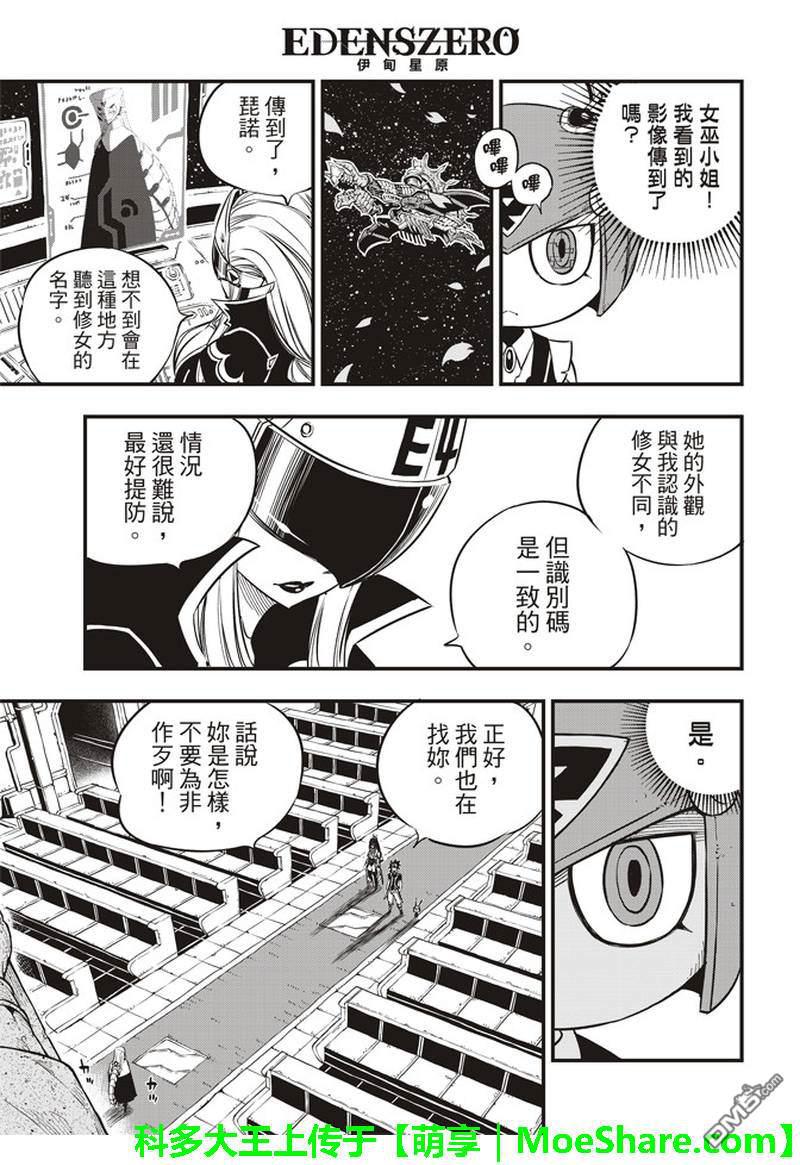 EDENSZERO
伊甸星原
女巫小姐！
我看到的
影像傳到了
嗎？
嗶
嗶
嗶
傳到了，
琵諾。
想不到會在
這種地方
聽到修女的
名字。
她的外觀
與我認識的
修女不同，
但識別碼
是一致的。
E4
情況
還很難說，
最好提防。
是。
正好，
我們也在
找妳。
話說
妳是怎樣，
不要為非
作歹啊！
科多大王上传于【萌享|MoeShare.com】